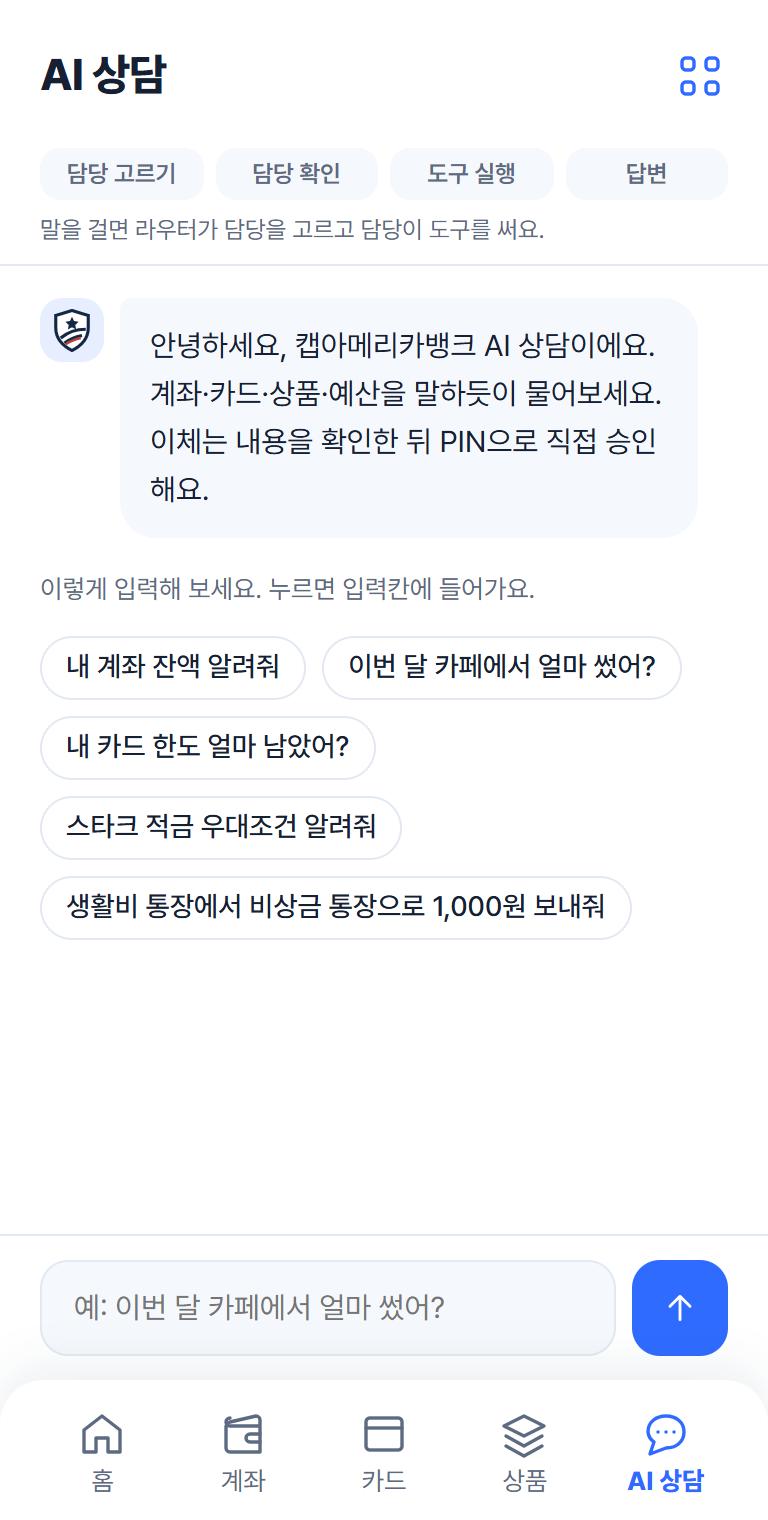 AI 상담
담당 고르기
담당 확인
도구 실행
답변
말을 걸면 라우터가 담당을 고르고 담당이 도구를 써요.
안녕하세요, 캡아메리카뱅크 AI 상담이에요.
계좌·카드·상품·예산을 말하듯이 물어보세요.
이체는 내용을 확인한 뒤 PIN으로 직접 승인
해요.
이렇게 입력해 보세요. 누르면 입력칸에 들어가요.
내 계좌 잔액 알려줘
이번 달 카페에서 얼마 썼어?
내 카드 한도 얼마 남았어?
스타크 적금 우대조건 알려줘
생활비 통장에서 비상금 통장으로 1,000원 보내줘
예: 이번 달 카페에서 얼마 썼어?
홈
계좌
카드
상품
AI 상담